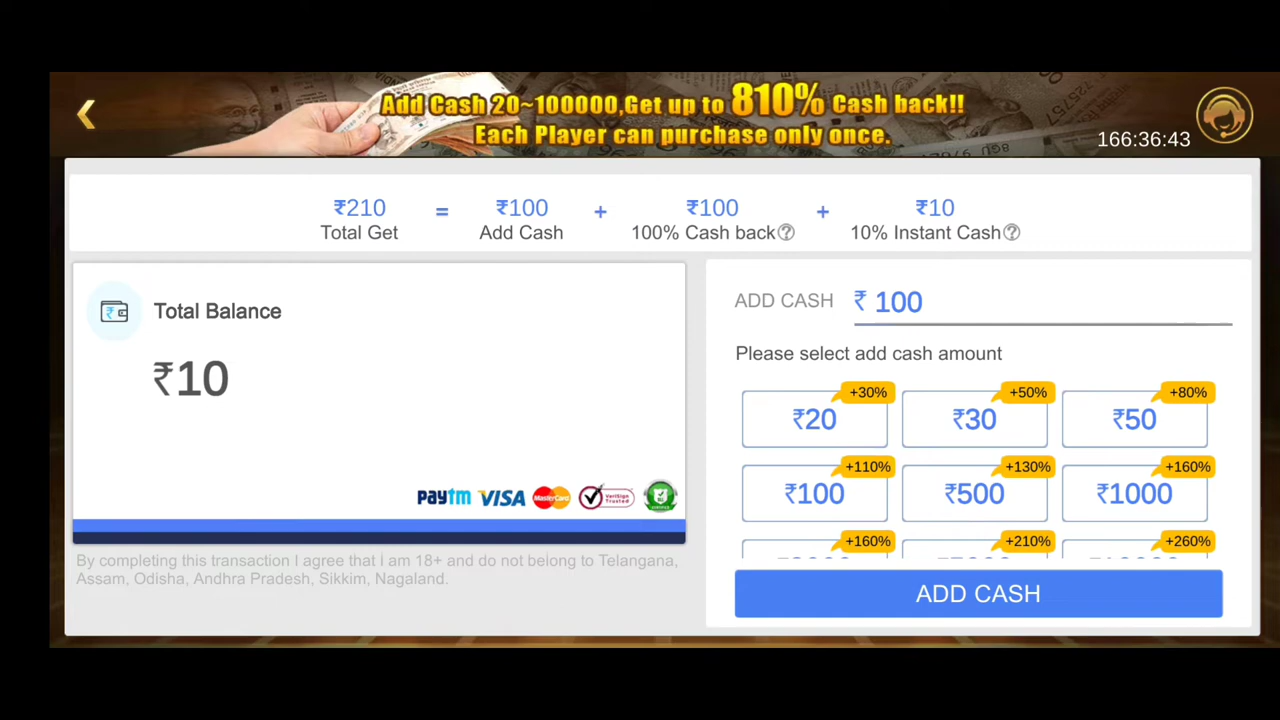 Add Cash 20~100000,Get up to 810% Cash back!!
Each Player can purchase only once.
166:36:43
₹210 = ₹100 + ₹100 + ₹10
Total Get Add Cash 100% Cash back 10% Instant Cash
Total Balance
₹10
Paytm VISA MasterCard VeriSign Trusted
By completing this transaction I agree that i am 18+ and do not belong to Telangana,
Assam, Odisha, Andhra Pradesh, Sikkim, Nagaland.
ADD CASH ₹ 100
Please select add cash amount
+30% +50% +80%
₹20 ₹30 ₹50
+110% +130% +160%
₹100 ₹500 ₹1000
+160% +210% +260%
ADD CASH